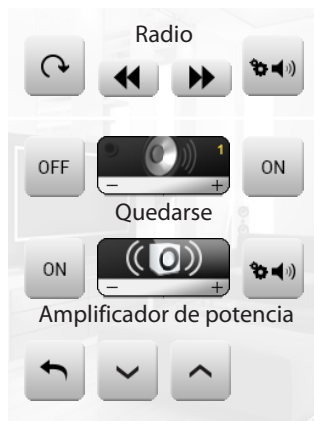 Radio
OFF 1 ON
− +
Quedarse
ON
− +
Amplificador de potencia